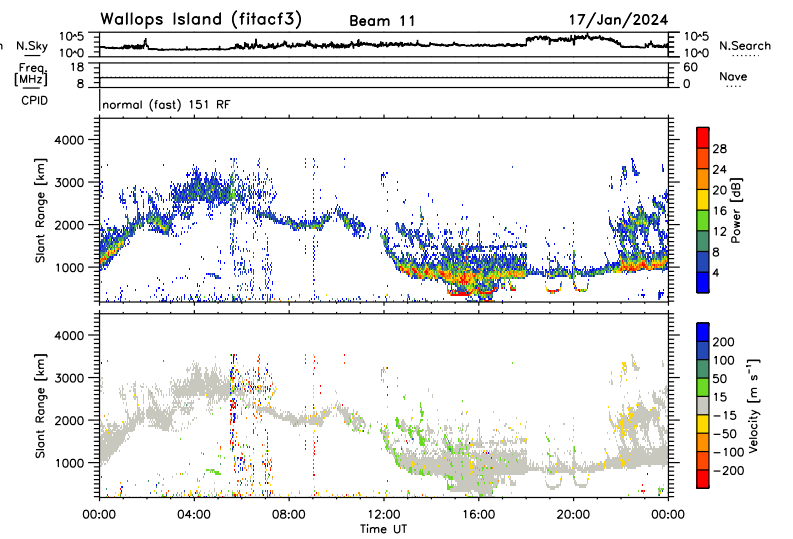 Wallops Island (fitacf3) Beam 11 17/Jan/2024
n N.Sky 10^5 10^5 N.Search
10^0 10^0
Freq. 18 60 Nave
[MHz] 8 0
CPID normal (fast) 151 RF
4000
3000
2000
1000
Slant Range [km]
28
24
20
16
12
8
4
Power [dB]
4000
3000
2000
1000
Slant Range [km]
200
100
50
15
−15
−50
−100
−200
Velocity [m s⁻¹]
00:00 04:00 08:00 12:00 16:00 20:00 00:00
Time UT